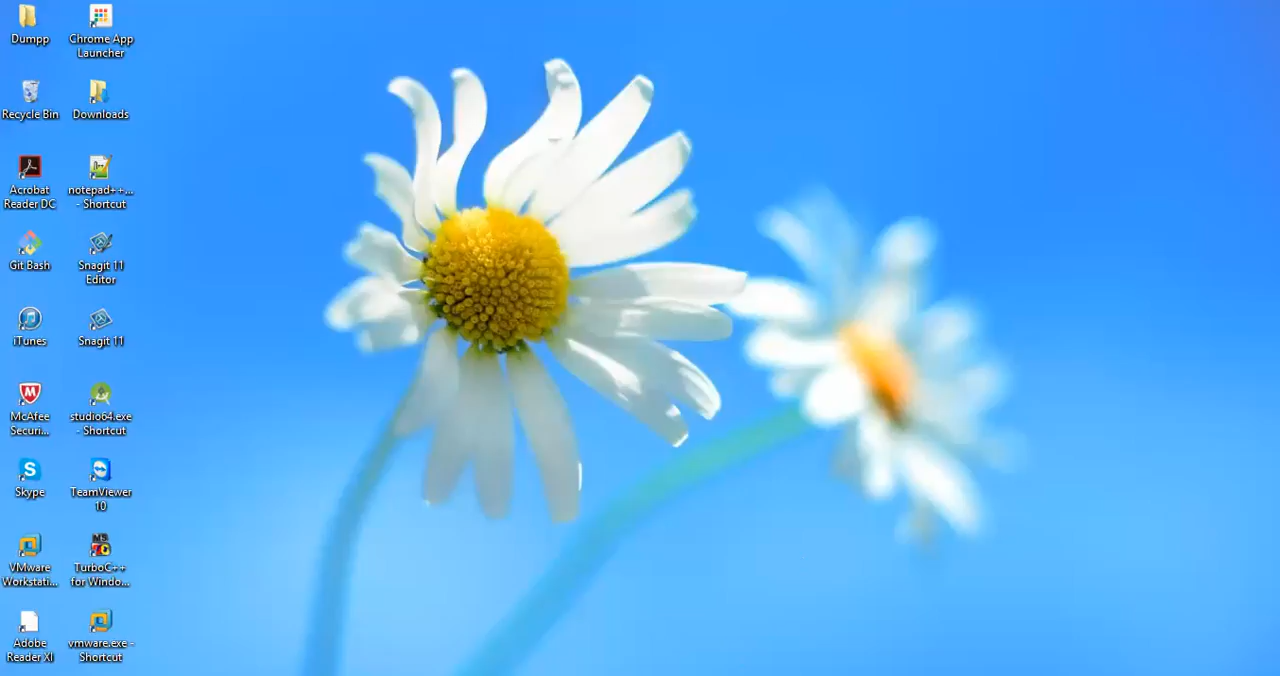 Dumpp
Chrome App
Launcher
Recycle Bin
Downloads
Acrobat
Reader DC
notepad++...
- Shortcut
Git Bash
Snagit 11
Editor
iTunes
Snagit 11
McAfee
Securi...
studio64.exe
- Shortcut
Skype
TeamViewer
10
VMware
Workstati...
MS
TurboC++
for Windo...
Adobe
Reader XI
vmware.exe -
Shortcut